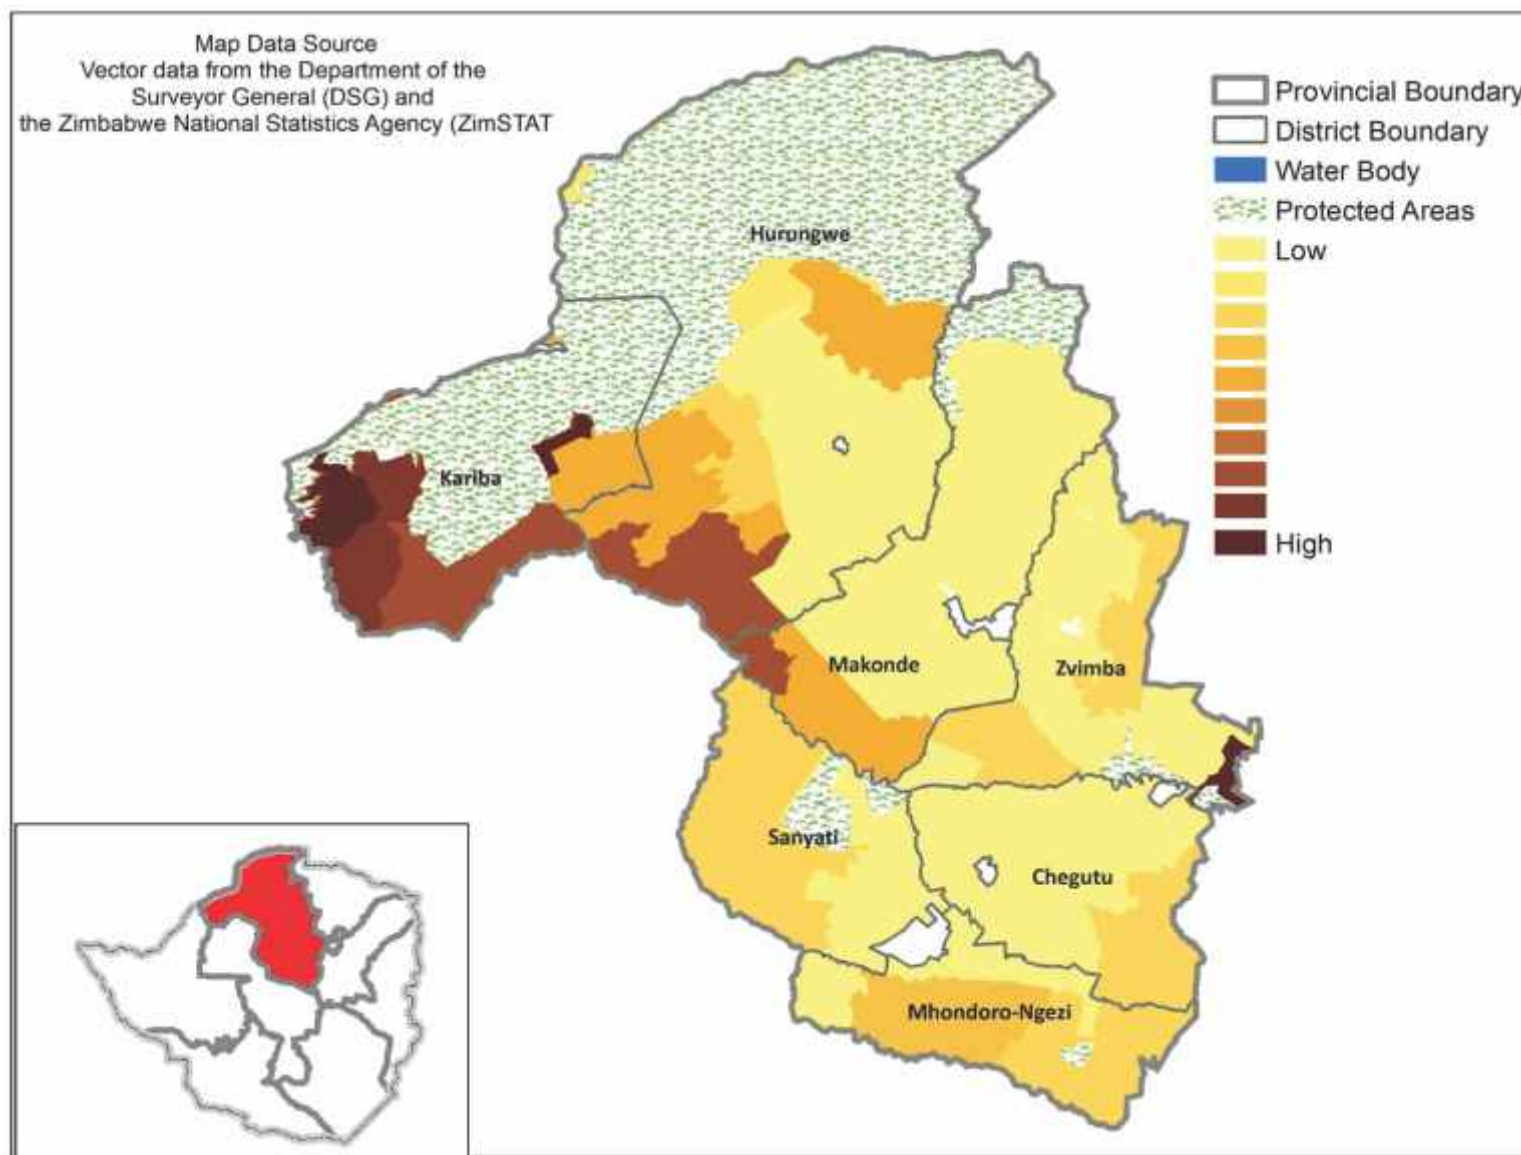 Map Data Source
Vector data from the Department of the
Surveyor General (DSG) and
the Zimbabwe National Statistics Agency (ZimSTAT
Provincial Boundary
District Boundary
Water Body
Protected Areas
Low
High
Hurungwe
Kariba
Makonde
Zvimba
Sanyati
Chegutu
Mhondoro-Ngezi